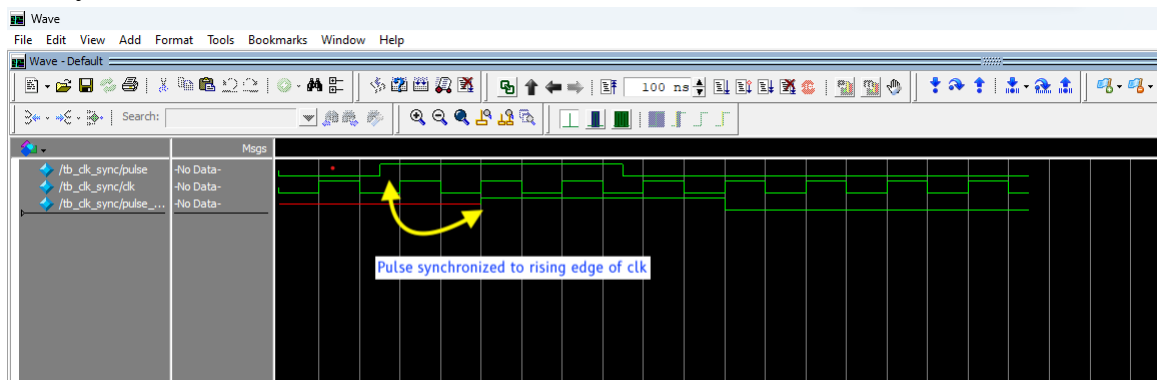 Wave
File Edit View Add Format Tools Bookmarks Window Help
Wave - Default
100 ns
Search:
Msgs
/tb_clk_sync/pulse -No Data-
/tb_clk_sync/clk -No Data-
/tb_clk_sync/pulse_... -No Data-
Pulse synchronized to rising edge of clk